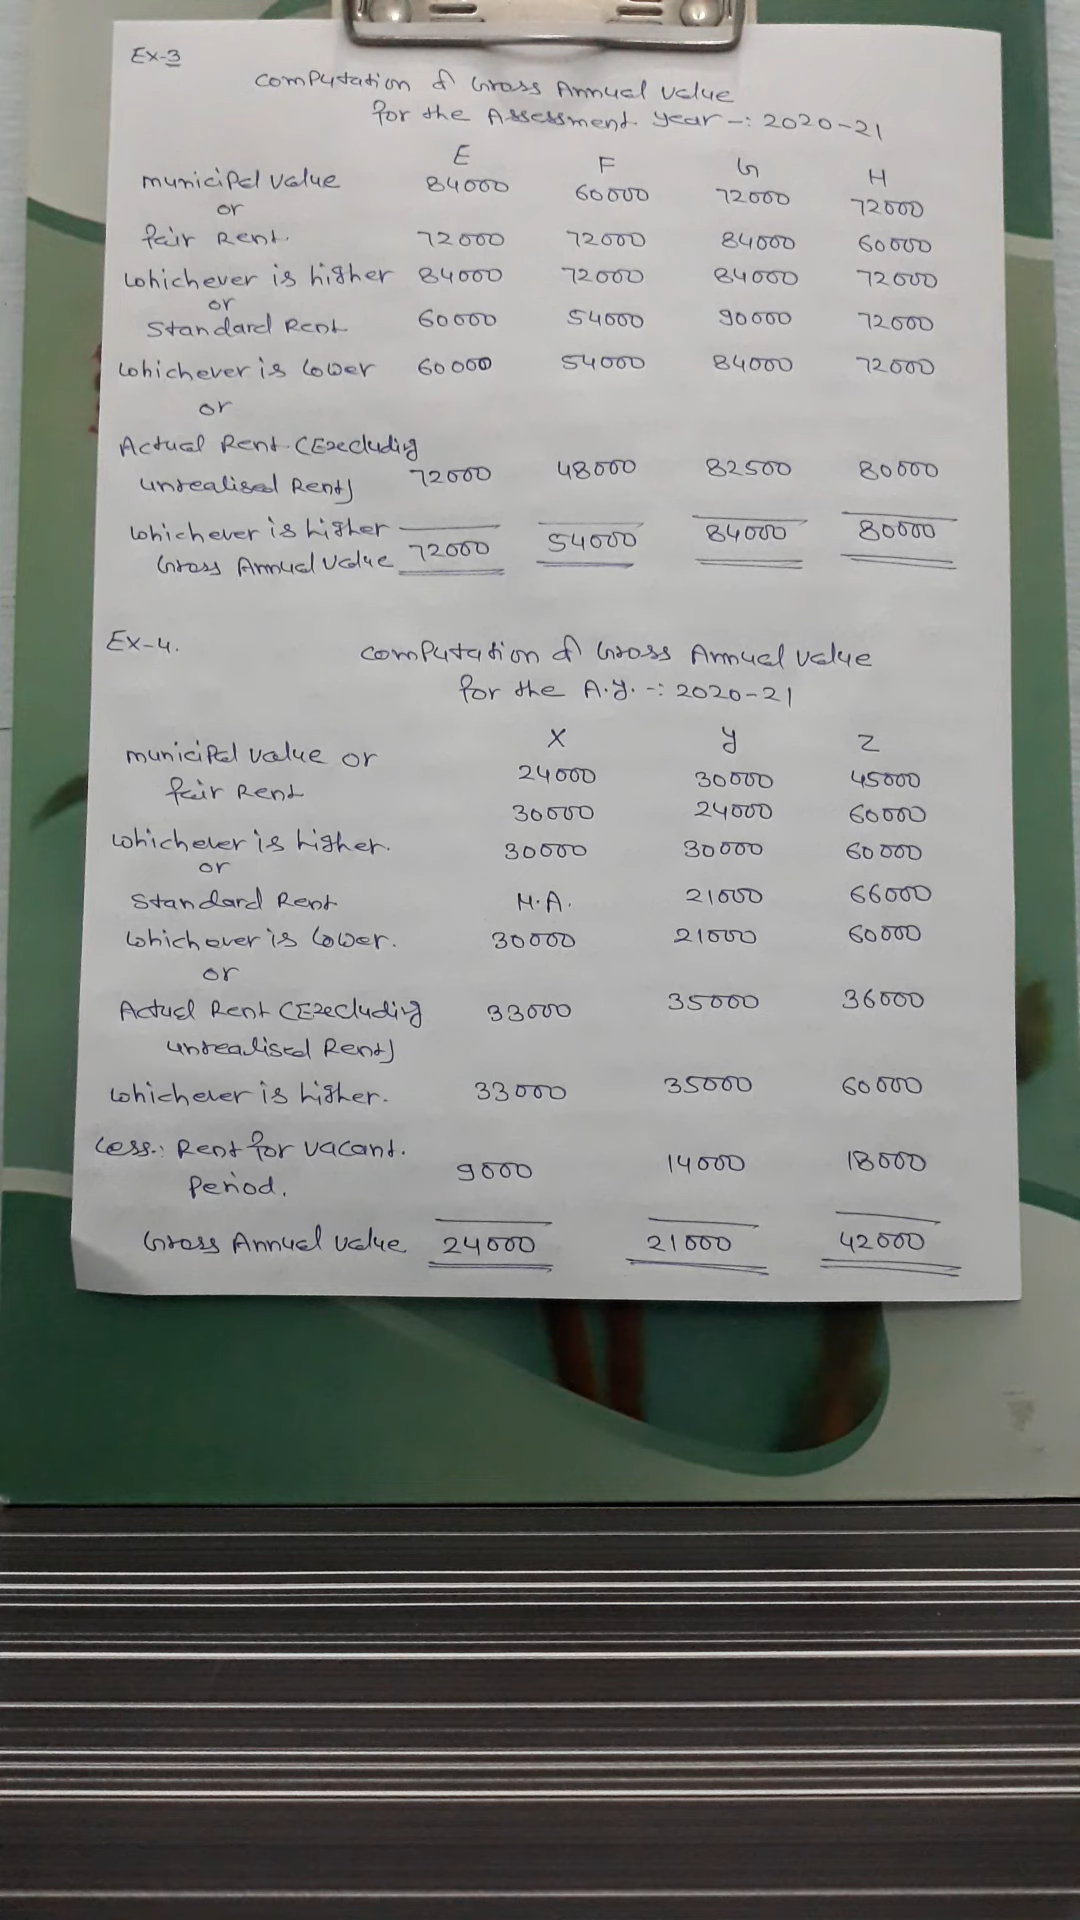 Ex-3
Computation of Gross Annual Value
for the Assessment year -: 2020-21
E F G H
municipal value 84000 60000 72000 72000
or
fair Rent. 72000 72000 84000 60000
whichever is higher 84000 72000 84000 72000
or
Standard Rent 60000 54000 90000 72000
whichever is lower 60000 54000 84000 72000
or
Actual Rent (Excluding
unrealised Rent) 72000 48000 82500 80000
whichever is higher
Gross Annual Value 72000 54000 84000 80000
Ex-4.
Computation of Gross Annual Value
for the A.Y. -: 2020-21
X Y Z
municipal value or 24000 30000 45000
fair Rent 30000 24000 60000
whichever is higher. 30000 30000 60000
or
Standard Rent N.A. 21000 66000
whichever is lower. 30000 21000 60000
or
Actual Rent (Excluding 33000 35000 36000
unrealised Rent)
whichever is higher. 33000 35000 60000
Less.: Rent for vacant.
Period. 9000 14000 18000
Gross Annual Value 24000 21000 42000